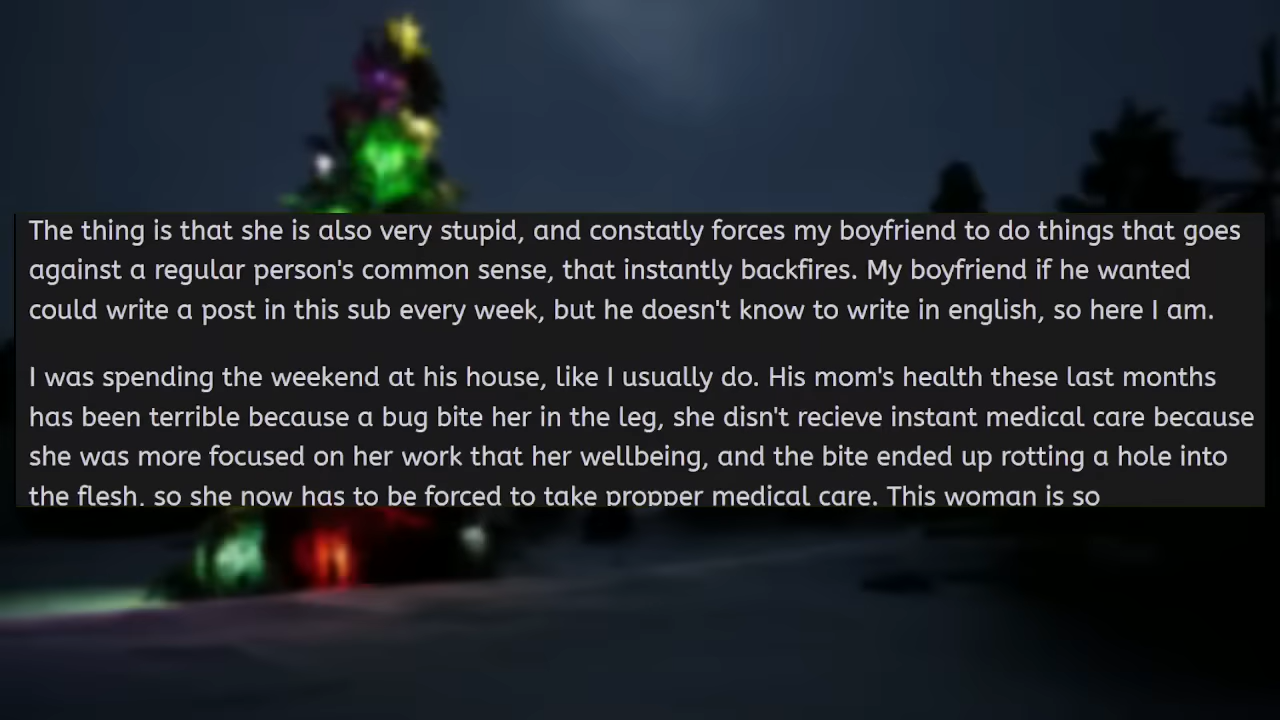 The thing is that she is also very stupid, and constatly forces my boyfriend to do things that goes
against a regular person's common sense, that instantly backfires. My boyfriend if he wanted
could write a post in this sub every week, but he doesn't know to write in english, so here I am.
I was spending the weekend at his house, like I usually do. His mom's health these last months
has been terrible because a bug bite her in the leg, she disn't recieve instant medical care because
she was more focused on her work that her wellbeing, and the bite ended up rotting a hole into
the flesh, so she now has to be forced to take propper medical care. This woman is so